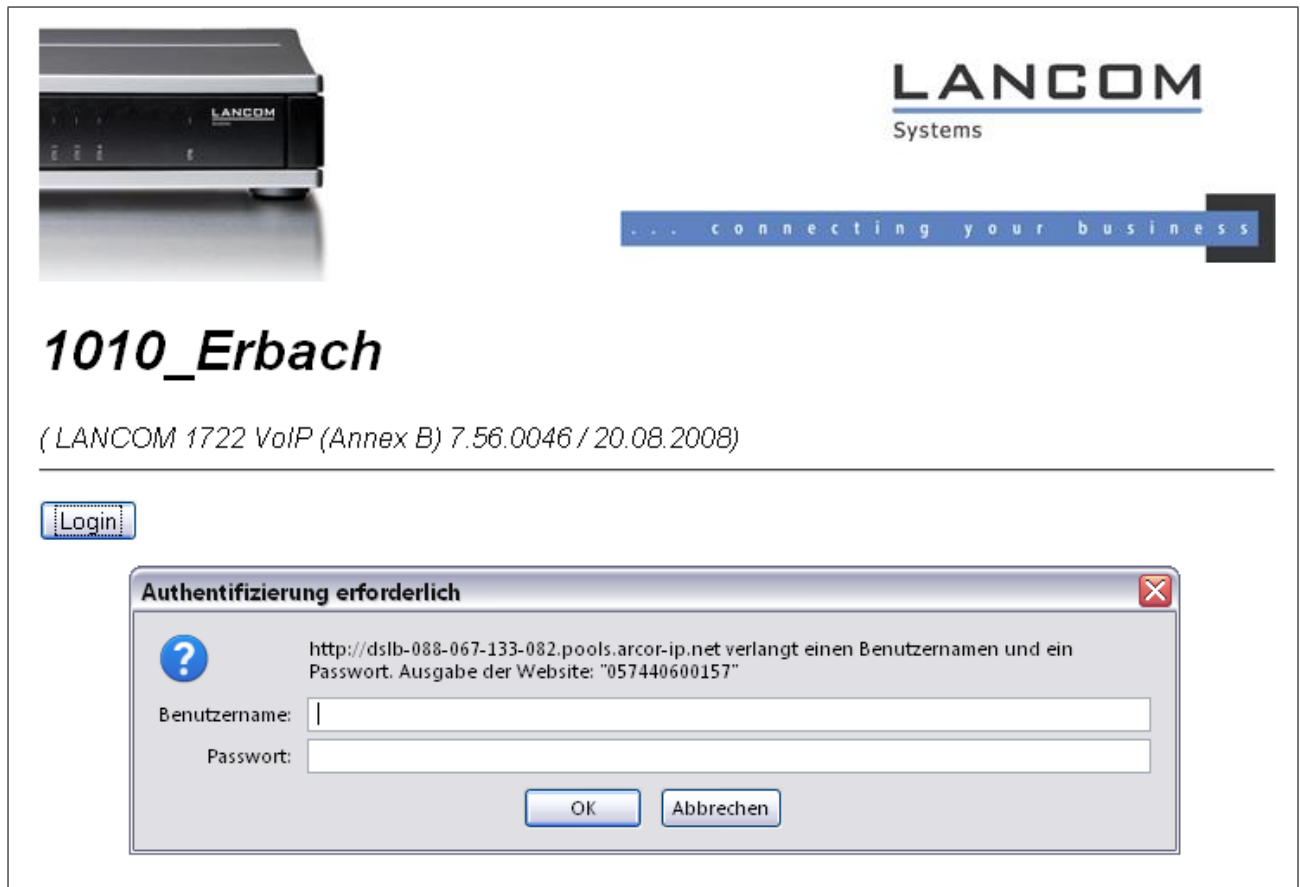 LANCOM
LANCOM
Systems
... connecting your business
1010_Erbach
( LANCOM 1722 VoIP (Annex B) 7.56.0046 / 20.08.2008)
Login
Authentifizierung erforderlich
http://dslb-088-067-133-082.pools.arcor-ip.net verlangt einen Benutzernamen und ein
Passwort. Ausgabe der Website: "057440600157"
Benutzername:
Passwort:
OK Abbrechen